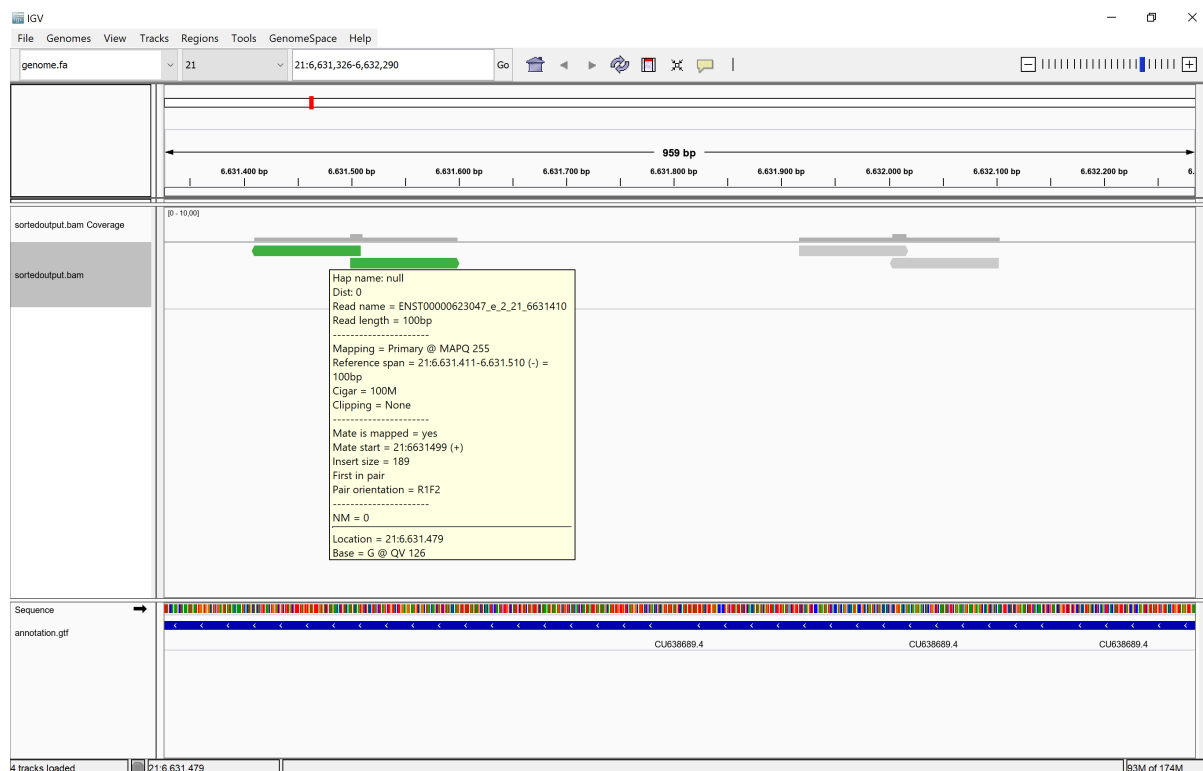 IGV
File Genomes View Tracks Regions Tools GenomeSpace Help
genome.fa 21 21:6,631,326-6,632,290 Go
959 bp
6.631.400 bp 6.631.500 bp 6.631.600 bp 6.631.700 bp 6.631.800 bp 6.631.900 bp 6.632.000 bp 6.632.100 bp 6.632.200 bp 6.
[0 - 10,00]
sortedoutput.bam Coverage
sortedoutput.bam
Hap name: null
Dist: 0
Read name = ENST00000623047_e_2_21_6631410
Read length = 100bp
----------------------
Mapping = Primary @ MAPQ 255
Reference span = 21:6.631.411-6.631.510 (-) =
100bp
Cigar = 100M
Clipping = None
----------------------
Mate is mapped = yes
Mate start = 21:6631499 (+)
Insert size = 189
First in pair
Pair orientation = R1F2
----------------------
NM = 0
Location = 21:6.631.479
Base = G @ QV 126
Sequence
annotation.gtf
CU638689.4 CU638689.4 CU638689.4
4 tracks loaded 21:6.631.479 93M of 174M